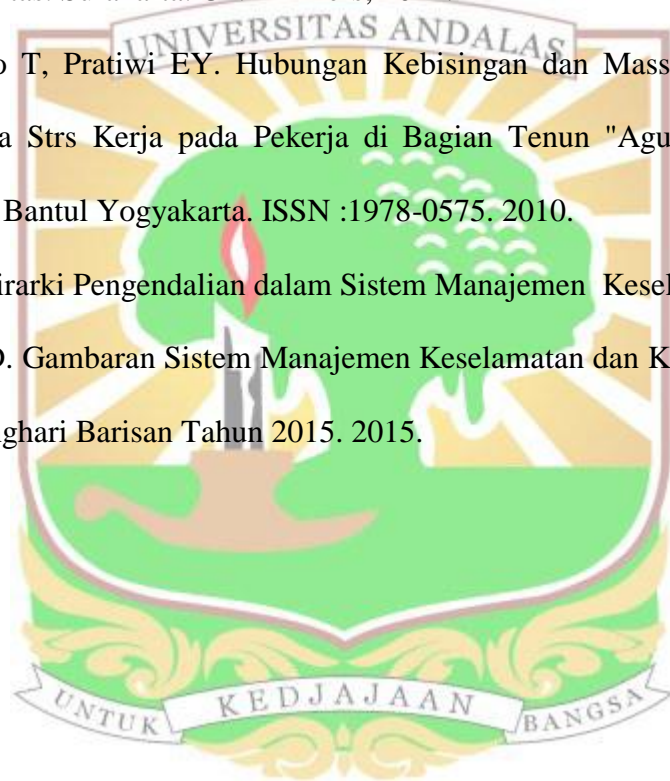 UNIVERSITAS ANDALAS
o T, Pratiwi EY. Hubungan Kebisingan dan Mass
a Strs Kerja pada Pekerja di Bagian Tenun "Agu
Bantul Yogyakarta. ISSN :1978-0575. 2010.
irarki Pengendalian dalam Sistem Manajemen Kesel
. Gambaran Sistem Manajemen Keselamatan dan K
ghari Barisan Tahun 2015. 2015.
UNTUK KEDJAJAAN BANGSA